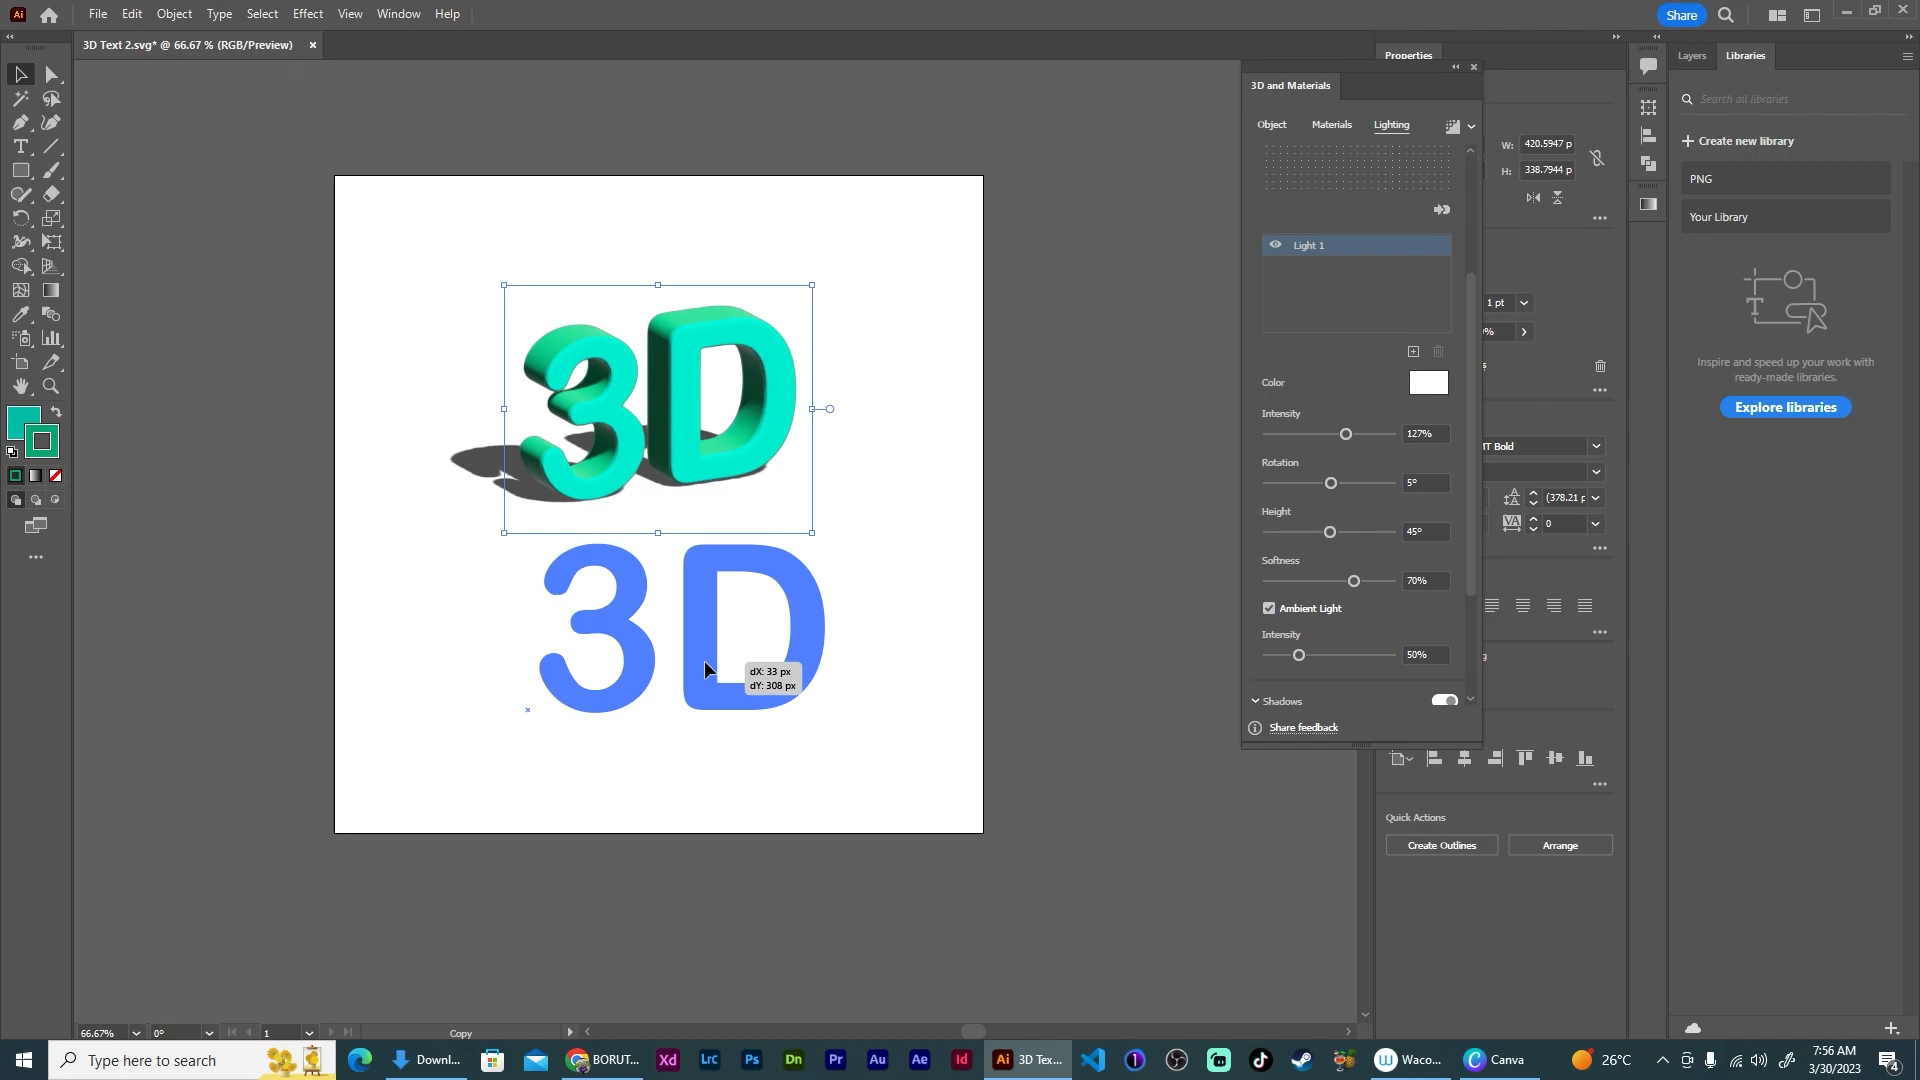 Ai File Edit Object Type Select Effect View Window Help Share
3D Text 2.svg* @ 66.67 % (RGB/Preview) ×
Properties
Layers Libraries
3D and Materials
Object Materials Lighting
Search all libraries
Create new library
PNG
Your Library
Inspire and speed up your work with
ready-made libraries.
Explore libraries
W: 420.5947 p
H: 338.7944 p
Light 1
Color
Intensity
127%
Rotation
5°
Height
45°
Softness
70%
Ambient Light
Intensity
50%
Shadows
Share feedback
1 pt
MT Bold
(378.21 p
VA 0
3D
3D
dX: 33 px
dY: 308 px
Quick Actions
Create Outlines Arrange
66.67% 0° 1 Copy
Type here to search
Downl...
BORUT...
Xd Lrc Ps Dn Pr Au Ae Id
Ai 3D Tex...
Waco...
Canva
26°C
7:56 AM
3/30/2023
4